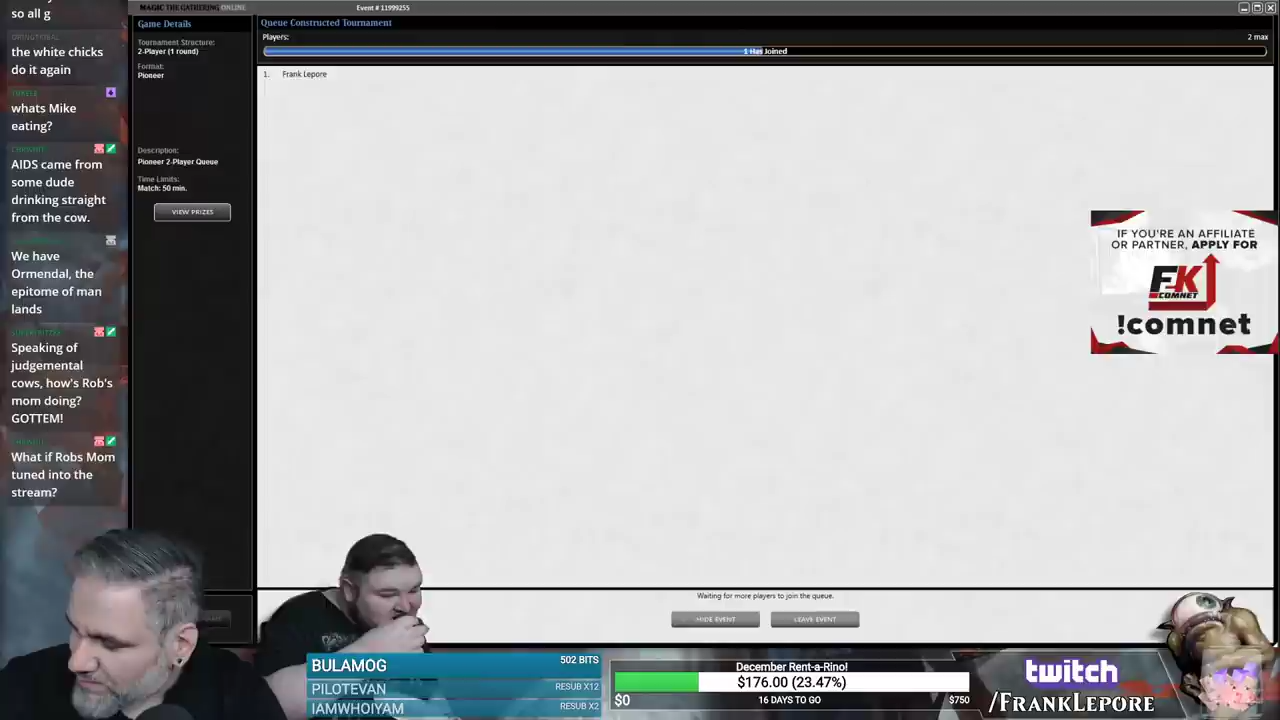 so all g
the white chicks
do it again
whats Mike
eating?
AIDS came from
some dude
drinking straight
from the cow.
We have
Ormendal, the
epitome of man
lands
Speaking of
judgemental
cows, how's Rob's
mom doing?
GOTTEM!
What if Robs Mom
tuned into the
stream?
MAGIC THE GATHERING ONLINE
Event # 11999255
Game Details
Tournament Structure:
2-Player (1 round)
Format:
Pioneer
Description:
Pioneer 2-Player Queue
Time Limits:
Match: 50 min.
VIEW PRIZES
Queue Constructed Tournament
Players:
1 Has Joined
2 max
1. Frank Lepore
IF YOU'RE AN AFFILIATE
OR PARTNER, APPLY FOR
COMNET
!comnet
Waiting for more players to join the queue.
HIDE EVENT
LEAVE EVENT
BULAMOG 502 BITS
PILOTEVAN RESUB X12
IAMWHOIYAM RESUB X2
December Rent-a-Rino!
$176.00 (23.47%)
$0 16 DAYS TO GO $750
twitch
/FRANKLEPORE